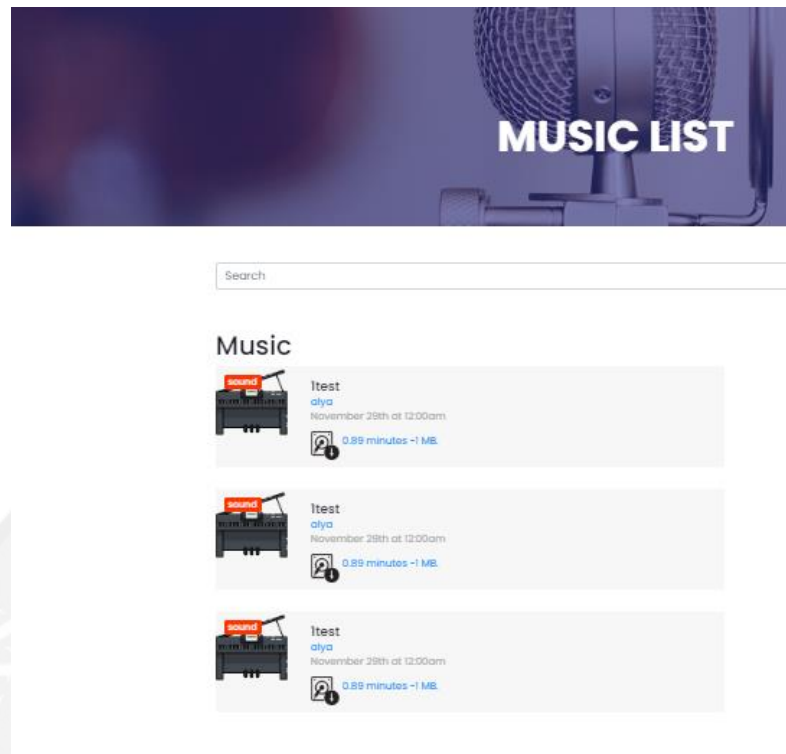 MUSIC LIST
Search
Music
sound
1test
alya
November 29th at 12:00am
0.89 minutes -1 MB.
sound
1test
alya
November 29th at 12:00am
0.89 minutes -1 MB.
sound
1test
alya
November 29th at 12:00am
0.89 minutes -1 MB.